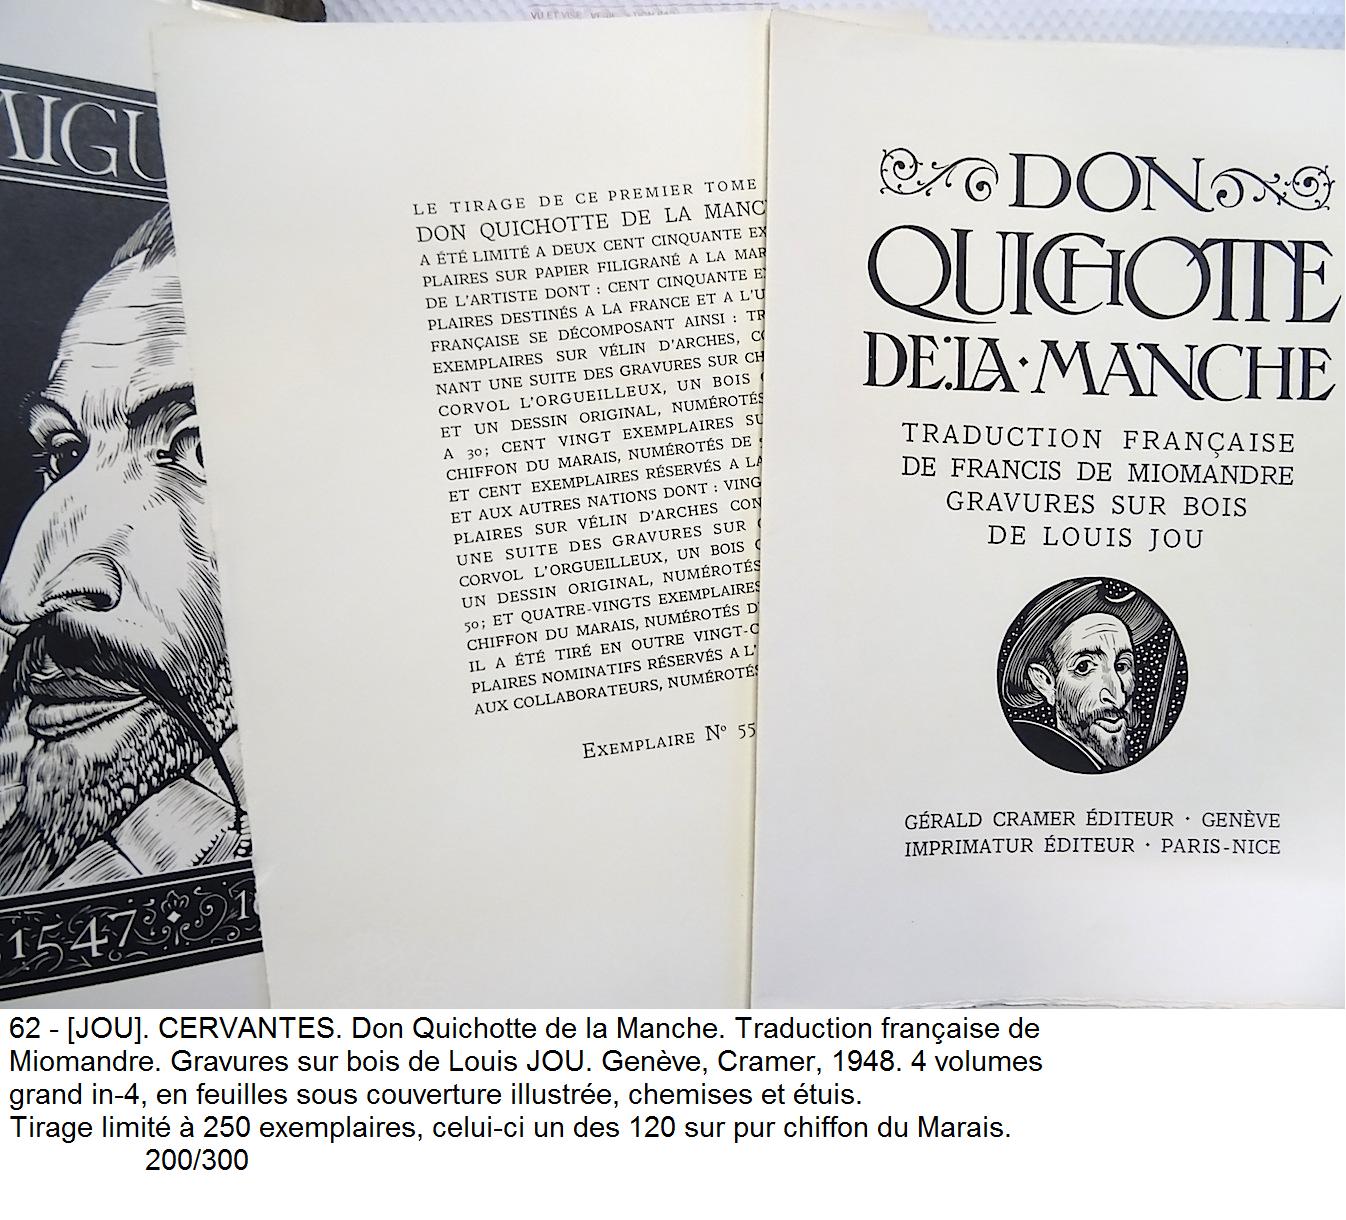 AIGU
1547
LE TIRAGE DE CE PREMIER TOME
DON QUICHOTTE DE LA MANC
A ÉTÉ LIMITÉ A DEUX CENT CINQUANTE EX
PLAIRES SUR PAPIER FILIGRANÉ A LA MAR
DE L'ARTISTE DONT : CENT CINQUANTE E
PLAIRES DESTINÉS A LA FRANCE ET A L'U
FRANÇAISE SE DÉCOMPOSANT AINSI : TR
EXEMPLAIRES SUR VÉLIN D'ARCHES, CO
NANT UNE SUITE DES GRAVURES SUR CH
CORVOL L'ORGUEILLEUX, UN BOIS
ET UN DESSIN ORIGINAL, NUMÉROTÉS
A 30; CENT VINGT EXEMPLAIRES SU
CHIFFON DU MARAIS, NUMÉROTÉS DE
ET CENT EXEMPLAIRES RÉSERVÉS A LA
ET AUX AUTRES NATIONS DONT : VING
PLAIRES SUR VÉLIN D'ARCHES CON
UNE SUITE DES GRAVURES SUR
CORVOL L'ORGUEILLEUX, UN BOIS
UN DESSIN ORIGINAL, NUMÉROTÉS
50; ET QUATRE-VINGTS EXEMPLAIRES
CHIFFON DU MARAIS, NUMÉROTÉS D
IL A ÉTÉ TIRÉ EN OUTRE VINGT-C
PLAIRES NOMINATIFS RÉSERVÉS A L'
AUX COLLABORATEURS, NUMÉROTÉS
EXEMPLAIRE Nº 55
DON
QUICHOTTE
DE LA · MANCHE
TRADUCTION FRANÇAISE
DE FRANCIS DE MIOMANDRE
GRAVURES SUR BOIS
DE LOUIS JOU
GÉRALD CRAMER ÉDITEUR · GENÈVE
IMPRIMATUR ÉDITEUR · PARIS-NICE
62 - [JOU]. CERVANTES. Don Quichotte de la Manche. Traduction française de
Miomandre. Gravures sur bois de Louis JOU. Genève, Cramer, 1948. 4 volumes
grand in-4, en feuilles sous couverture illustrée, chemises et étuis.
Tirage limité à 250 exemplaires, celui-ci un des 120 sur pur chiffon du Marais.
200/300